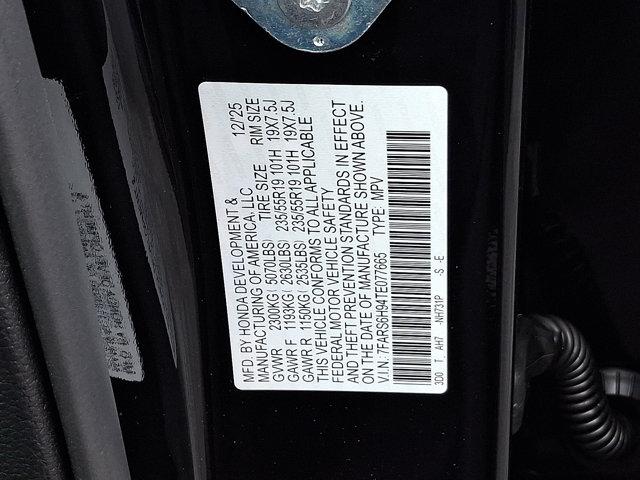 MFD. BY HONDA DEVELOPMENT & 12/'25
MANUFACTURING OF AMERICA, LLC TIRE SIZE RIM SIZE
GVWR 2300KG ( 5070LBS)
GAWR F 1193KG ( 2630LBS) 235/55R19 101H 19X7.5J
GAWR R 1150KG ( 2535LBS) 235/55R19 101H 19X7.5J
THIS VEHICLE CONFORMS TO ALL APPLICABLE
FEDERAL MOTOR VEHICLE SAFETY
AND THEFT PREVENTION STANDARDS IN EFFECT
ON THE DATE OF MANUFACTURE SHOWN ABOVE.
V.I.N: 7FARS6H94TE077665 TYPE: MPV
3D0 T_AH7 -NH731P -S -E